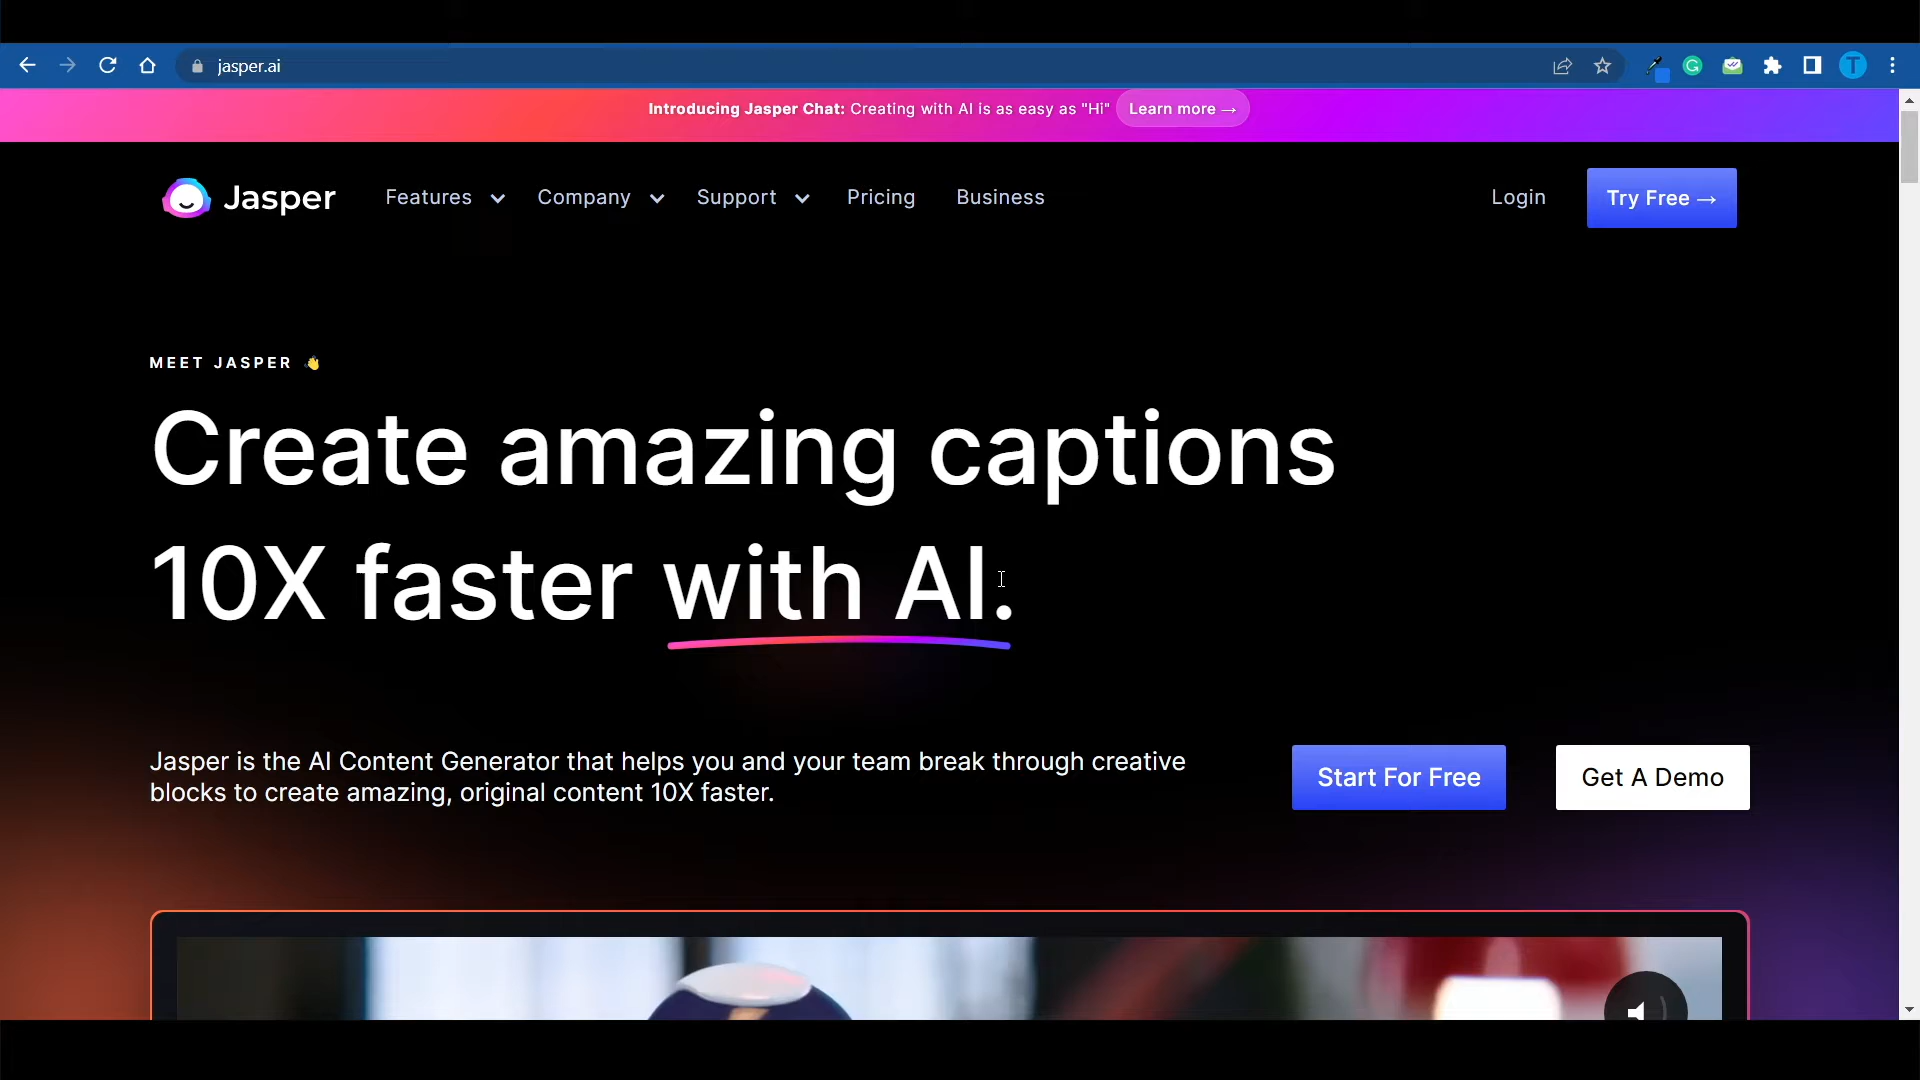 jasper.ai
T
Introducing Jasper Chat: Creating with AI is as easy as "Hi" Learn more →
Jasper Features Company Support Pricing Business Login Try Free →
MEET JASPER 👋
Create amazing captions
10X faster with AI.
Jasper is the AI Content Generator that helps you and your team break through creative
blocks to create amazing, original content 10X faster.
Start For Free Get A Demo